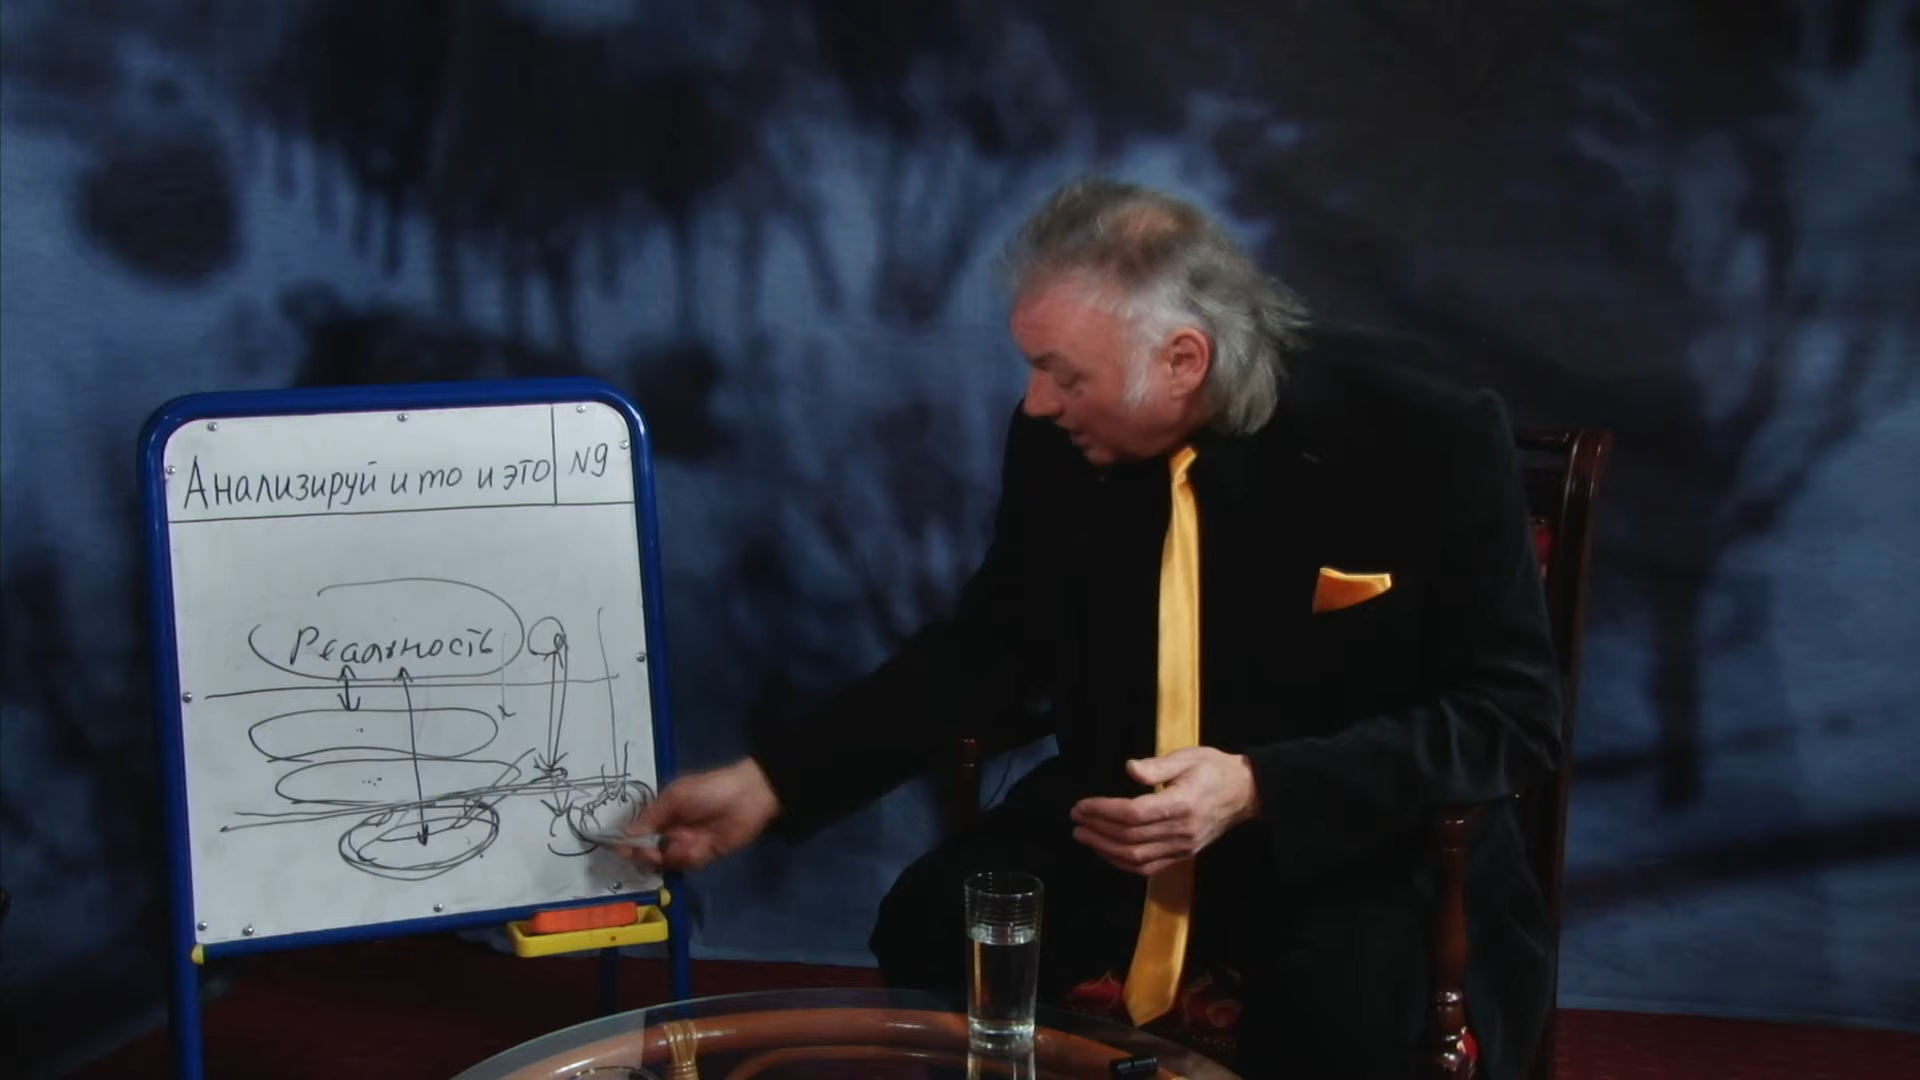 Анализируй и то и это
N9
Реальность